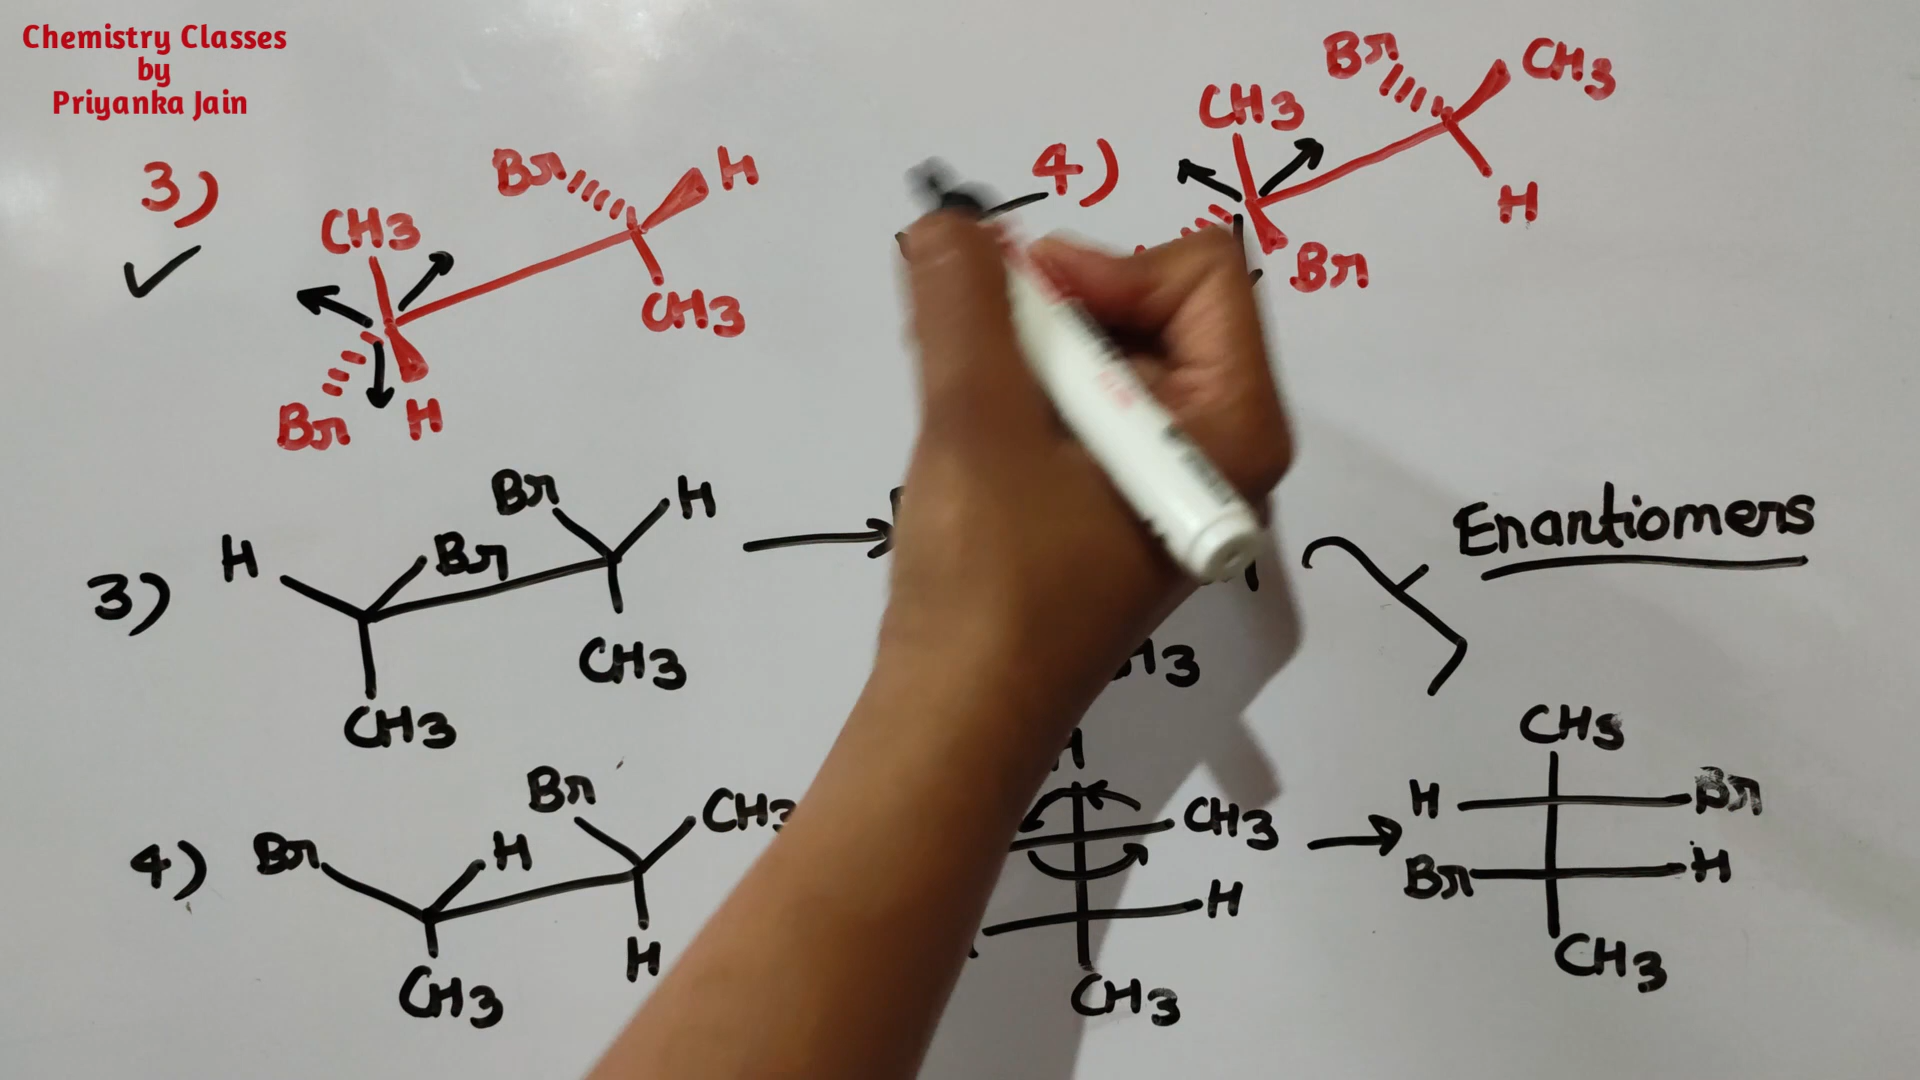 Chemistry Classes
by
Priyanka Jain
3)
CH3
Br
H
CH3
Br
H
4)
CH3
Br
CH3
H
Br
3)
H
Br
Br
H
CH3
CH3
Enantiomers
4)
Br
H
Br
CH3
CH3
H
CH3
H
CH3
CH3
H
Br
Br
H
CH3